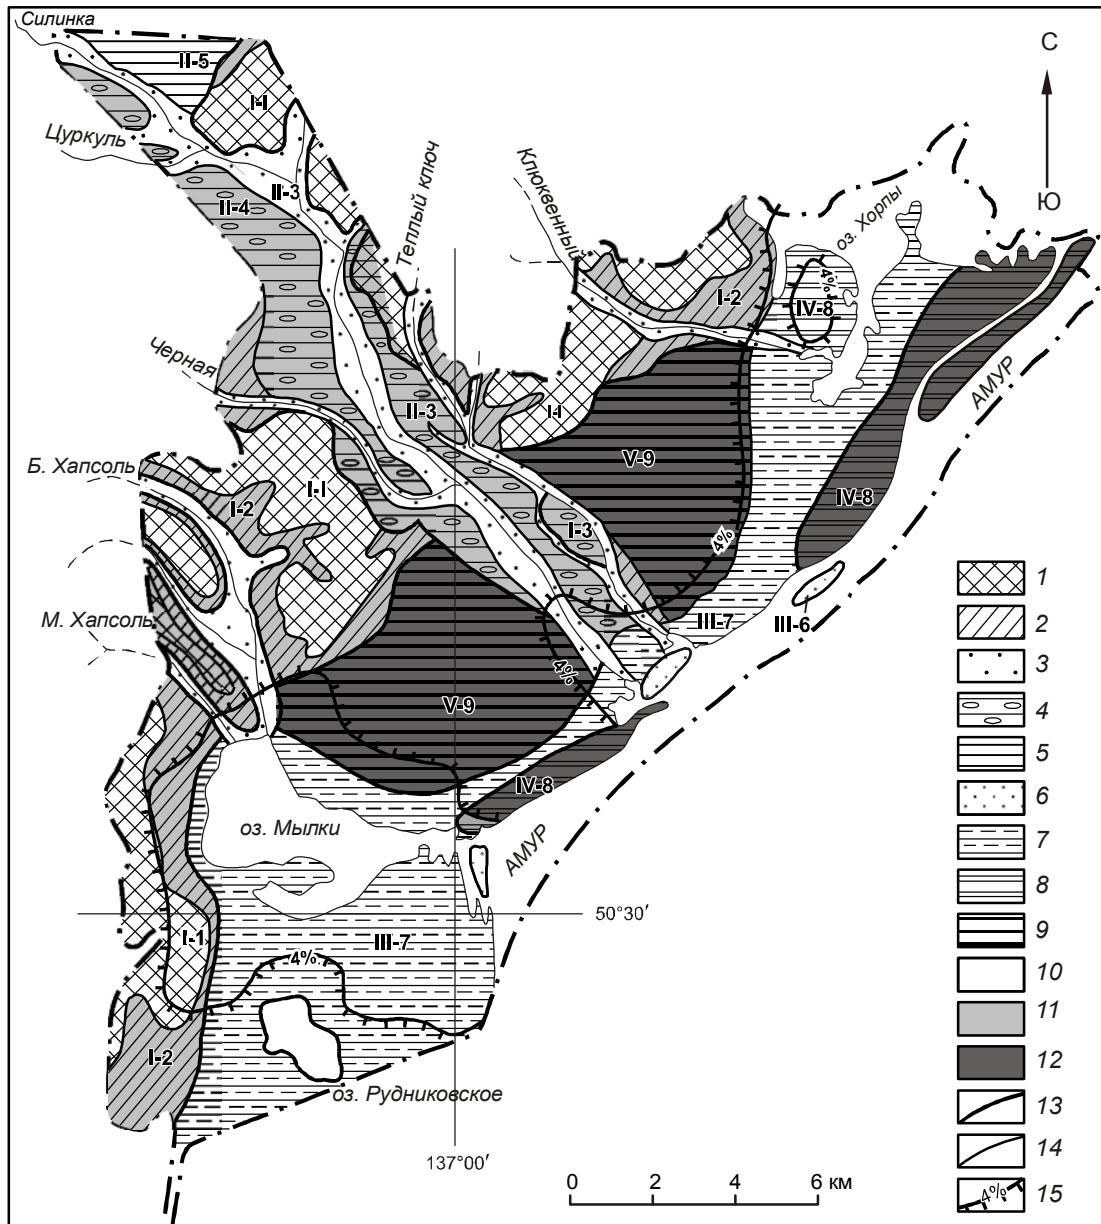 Силинка
II-5
С
I-I
Цуркуль
II-3
II-4
Теплый ключ
Клюквенный
оз. Хорпы
Ю
I-2
4%
IV-8
Черная
АМУР
II-3
I-I
V-9
Б. Хапсоль
I-I
I-2
IV-8
4%
I-3
1
М. Хапсоль
2
III-7
III-6
3
4%
4
V-9
5
IV-8
6
оз. Мылки
7
АМУР
8
50°30′
9
I-1
III-7
10
4%
11
I-2
12
оз. Рудниковское
13
14
137°00′
0 2 4 6 км
4% 15